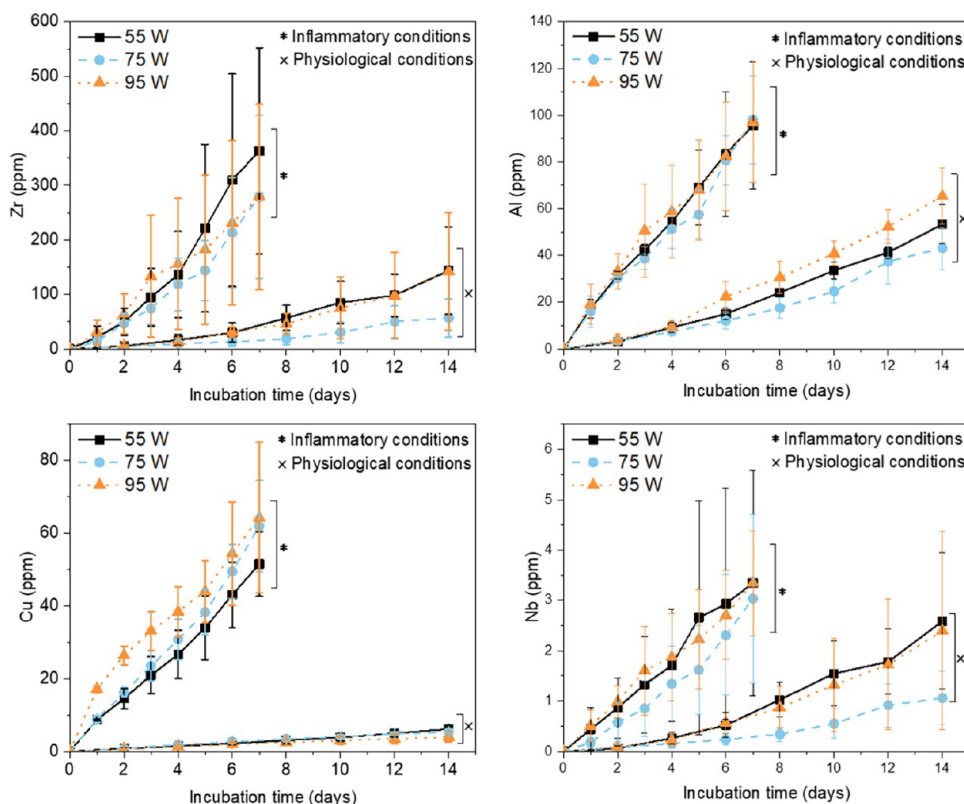 600
500
400
300
200
100
0
Zr (ppm)
55 W
75 W
95 W
* Inflammatory conditions
× Physiological conditions
*
×
0 2 4 6 8 10 12 14
Incubation time (days)
140
120
100
80
60
40
20
0
Al (ppm)
55 W
75 W
95 W
* Inflammatory conditions
× Physiological conditions
*
×
0 2 4 6 8 10 12 14
Incubation time (days)
80
60
40
20
0
Cu (ppm)
55 W
75 W
95 W
* Inflammatory conditions
× Physiological conditions
*
×
0 2 4 6 8 10 12 14
Incubation time (days)
6
5
4
3
2
1
0
Nb (ppm)
55 W
75 W
95 W
* Inflammatory conditions
× Physiological conditions
*
×
0 2 4 6 8 10 12 14
Incubation time (days)